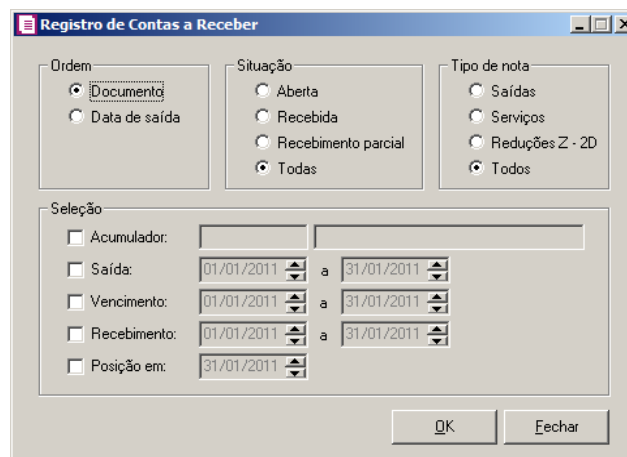 Registro de Contas a Receber
Ordem
Documento
Data de saída
Situação
Aberta
Recebida
Recebimento parcial
Todas
Tipo de nota
Saídas
Serviços
Reduções Z - 2D
Todos
Seleção
Acumulador:
Saída: 01/01/2011 a 31/01/2011
Vencimento: 01/01/2011 a 31/01/2011
Recebimento: 01/01/2011 a 31/01/2011
Posição em: 31/01/2011
OK Fechar